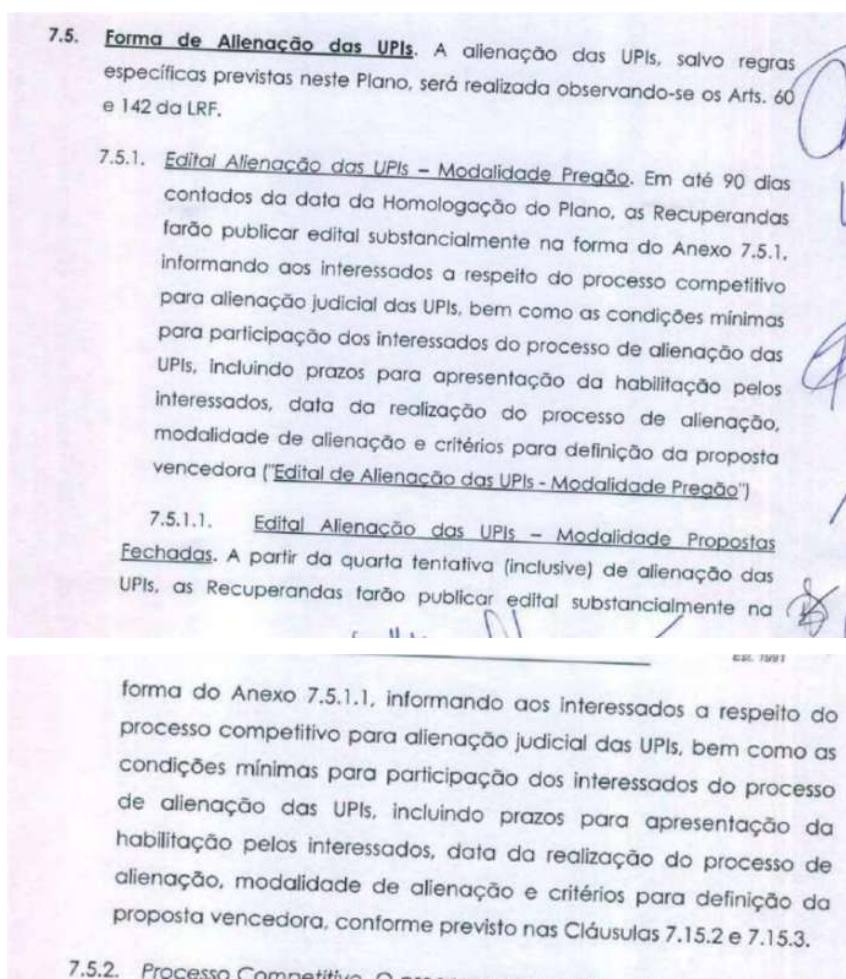 7.5. Forma de Alienação das UPIs. A alienação das UPIs, salvo regras
específicas previstas neste Plano, será realizada observando-se os Arts. 60
e 142 da LRF.
7.5.1. Edital Alienação das UPIs – Modalidade Pregão. Em até 90 dias
contados da data da Homologação do Plano, as Recuperandas
farão publicar edital substancialmente na forma do Anexo 7.5.1,
informando aos interessados a respeito do processo competitivo
para alienação judicial das UPIs, bem como as condições mínimas
para participação dos interessados do processo de alienação das
UPIs, incluindo prazos para apresentação da habilitação pelos
interessados, data da realização do processo de alienação,
modalidade de alienação e critérios para definição da proposta
vencedora ("Edital de Alienação das UPIs - Modalidade Pregão")
7.5.1.1. Edital Alienação das UPIs – Modalidade Propostas
Fechadas. A partir da quarta tentativa (inclusive) de alienação das
UPIs, as Recuperandas farão publicar edital substancialmente na
Est. 1991
forma do Anexo 7.5.1.1, informando aos interessados a respeito do
processo competitivo para alienação judicial das UPIs, bem como as
condições mínimas para participação dos interessados do processo
de alienação das UPIs, incluindo prazos para apresentação da
habilitação pelos interessados, data da realização do processo de
alienação, modalidade de alienação e critérios para definição da
proposta vencedora, conforme previsto nas Cláusulas 7.15.2 e 7.15.3.
7.5.2. Processo Competitivo. O